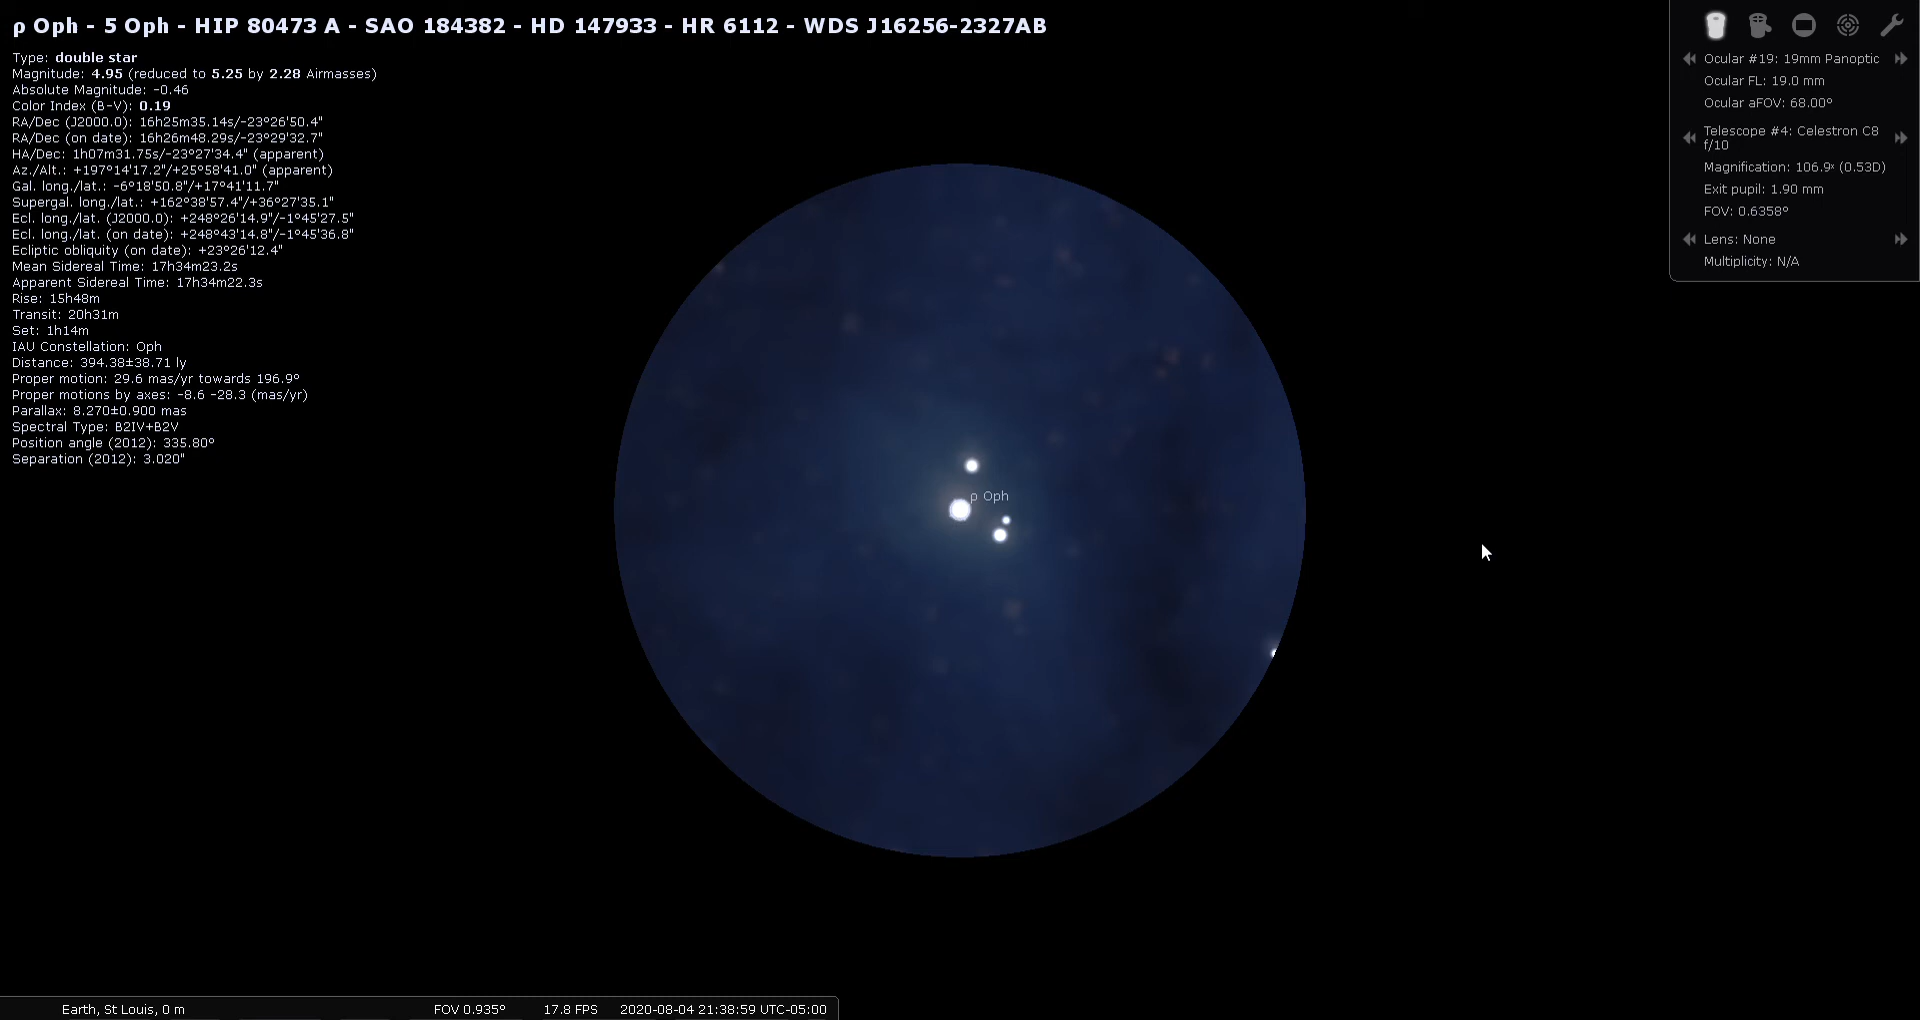 ρ Oph - 5 Oph - HIP 80473 A - SAO 184382 - HD 147933 - HR 6112 - WDS J16256-2327AB
Type: double star
Magnitude: 4.95 (reduced to 5.25 by 2.28 Airmasses)
Absolute Magnitude: -0.46
Color Index (B-V): 0.19
RA/Dec (J2000.0): 16h25m35.14s/-23°26'50.4"
RA/Dec (on date): 16h26m48.29s/-23°29'32.7"
HA/Dec: 1h07m31.75s/-23°27'34.4" (apparent)
Az./Alt.: +197°14'17.2"/+25°58'41.0" (apparent)
Gal. long./lat.: -6°18'50.8"/+17°41'11.7"
Supergal. long./lat.: +162°38'57.4"/+36°27'35.1"
Ecl. long./lat. (J2000.0): +248°26'14.9"/-1°45'27.5"
Ecl. long./lat. (on date): +248°43'14.8"/-1°45'36.8"
Ecliptic obliquity (on date): +23°26'12.4"
Mean Sidereal Time: 17h34m23.2s
Apparent Sidereal Time: 17h34m22.3s
Rise: 15h48m
Transit: 20h31m
Set: 1h14m
IAU Constellation: Oph
Distance: 394.38±38.71 ly
Proper motion: 29.6 mas/yr towards 196.9°
Proper motions by axes: -8.6 -28.3 (mas/yr)
Parallax: 8.270±0.900 mas
Spectral Type: B2IV+B2V
Position angle (2012): 335.80°
Separation (2012): 3.020"
Ocular #19: 19mm Panoptic
Ocular FL: 19.0 mm
Ocular aFOV: 68.00°
Telescope #4: Celestron C8
f/10
Magnification: 106.9ˣ (0.53D)
Exit pupil: 1.90 mm
FOV: 0.6358°
Lens: None
Multiplicity: N/A
ρ Oph
Earth, St Louis, 0 m
FOV 0.935°
17.8 FPS
2020-08-04 21:38:59 UTC-05:00